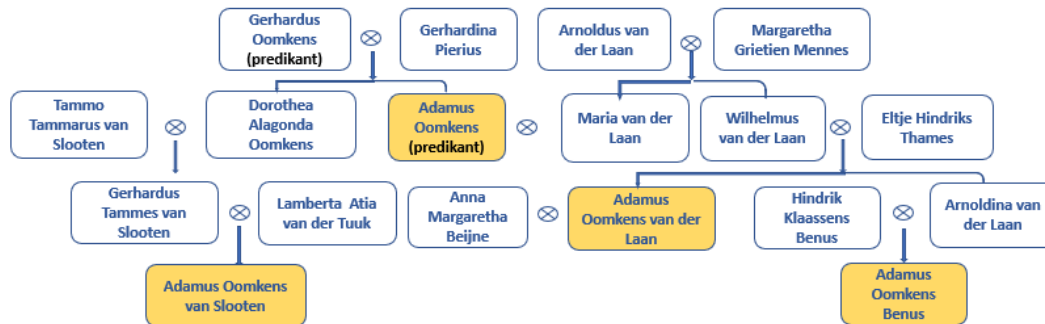 Gerhardus
Oomkens
(predikant)
Gerhardina
Pierius
Arnoldus van
der Laan
Margaretha
Grietien Mennes
Tammo
Tammarus van
Slooten
Dorothea
Alagonda
Oomkens
Adamus
Oomkens
(predikant)
Maria van der
Laan
Wilhelmus
van der Laan
Eltje Hindriks
Thames
Gerhardus
Tammes van
Slooten
Lamberta Atia
van der Tuuk
Anna
Margaretha
Beijne
Adamus
Oomkens van der
Laan
Hindrik
Klaassens
Benus
Arnoldina van
der Laan
Adamus Oomkens
van Slooten
Adamus
Oomkens
Benus